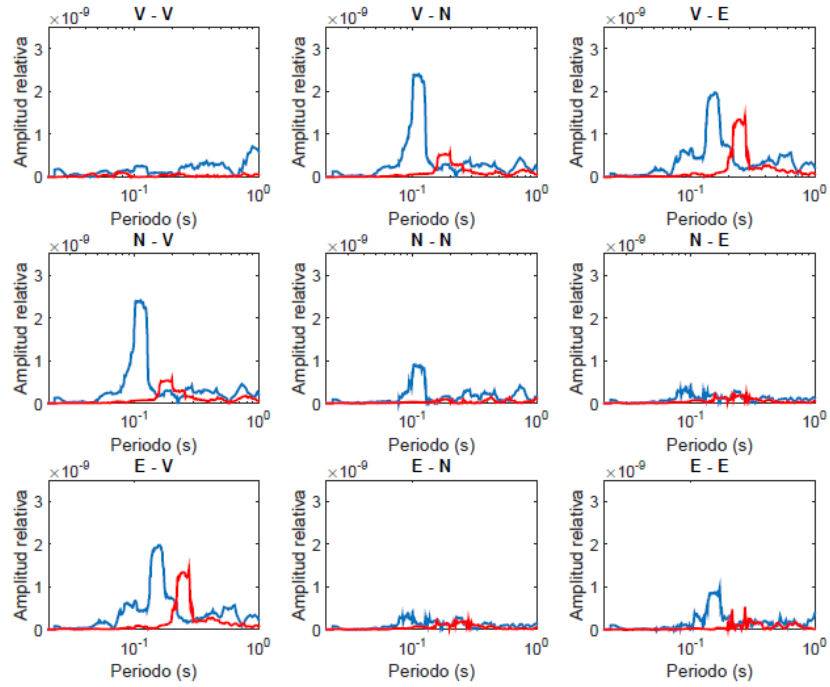 V - V
V - N
V - E
×10⁻⁹
×10⁻⁹
×10⁻⁹
Amplitud relativa
Amplitud relativa
Amplitud relativa
3
2
1
0
3
2
1
0
3
2
1
0
10⁻¹ 10⁰
10⁻¹ 10⁰
10⁻¹ 10⁰
Periodo (s)
Periodo (s)
Periodo (s)
N - V
N - N
N - E
×10⁻⁹
×10⁻⁹
×10⁻⁹
Amplitud relativa
Amplitud relativa
Amplitud relativa
3
2
1
0
3
2
1
0
3
2
1
0
10⁻¹ 10⁰
10⁻¹ 10⁰
10⁻¹ 10⁰
Periodo (s)
Periodo (s)
Periodo (s)
E - V
E - N
E - E
×10⁻⁹
×10⁻⁹
×10⁻⁹
Amplitud relativa
Amplitud relativa
Amplitud relativa
3
2
1
0
3
2
1
0
3
2
1
0
10⁻¹ 10⁰
10⁻¹ 10⁰
10⁻¹ 10⁰
Periodo (s)
Periodo (s)
Periodo (s)